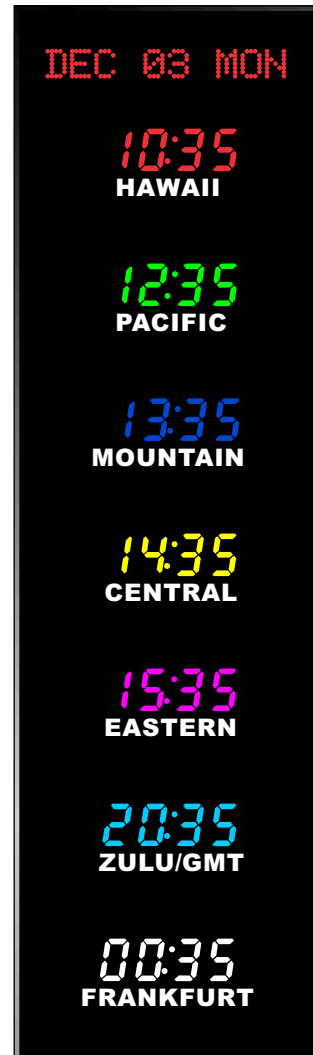 DEC 03 MON
10:35
HAWAII
12:35
PACIFIC
13:35
MOUNTAIN
14:35
CENTRAL
15:35
EASTERN
20:35
ZULU/GMT
00:35
FRANKFURT